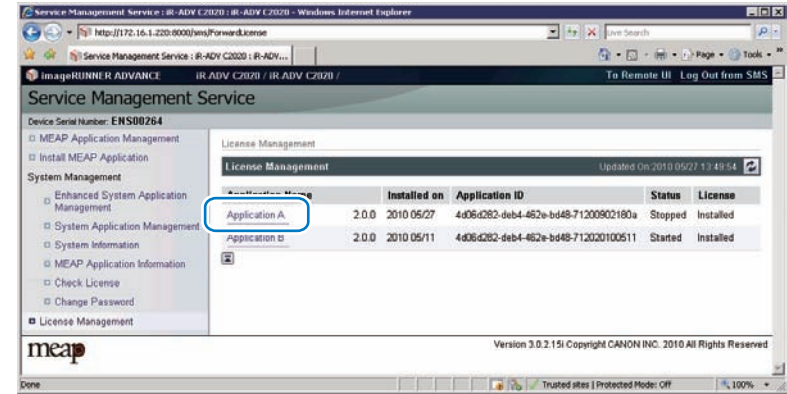 Service Management Service : iR-ADV C2020 : iR-ADV C2020 - Windows Internet Explorer
http://172.16.1.220:8000/sms/ForwardLicense
Live Search
Service Management Service : iR-ADV C2020 : iR-ADV...
Page
Tools
imageRUNNER ADVANCE iR-ADV C2020 / iR-ADV C2020 /
To Remote UI Log Out from SMS
Service Management Service
Device Serial Number: ENS00264
MEAP Application Management
Install MEAP Application
System Management
Enhanced System Application
Management
System Application Management
System Information
MEAP Application Information
Check License
Change Password
License Management
License Management
License Management Updated On:2010 05/27 13:49:54
Application Name Installed on Application ID Status License
Application A 2.0.0 2010 05/27 4d06d282-deb4-462e-bd48-71200902180a Stopped Installed
Application B 2.0.0 2010 05/11 4d06d282-deb4-462e-bd48-712020100511 Started Installed
meap
Version 3.0.2.15i Copyright CANON INC. 2010 All Rights Reserved
Done
Trusted sites | Protected Mode: Off
100%